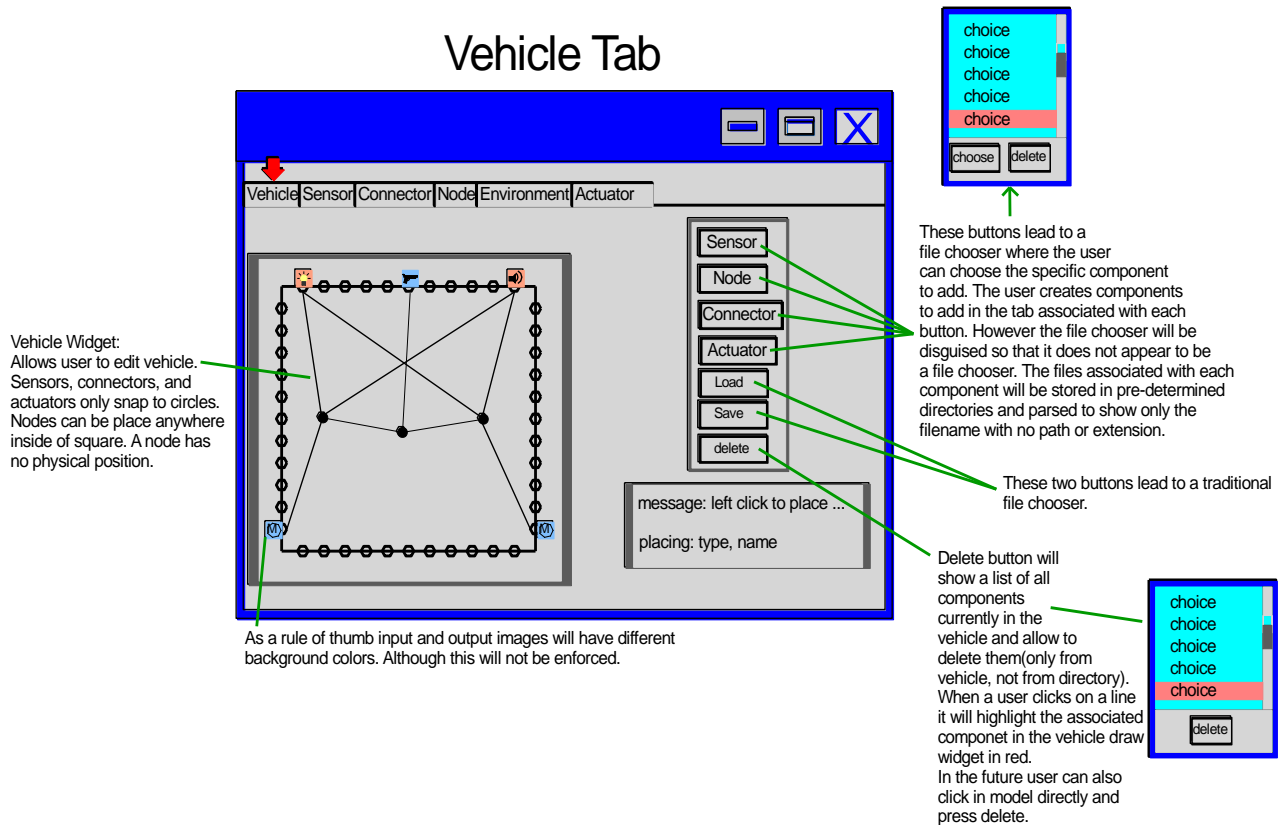 Vehicle Tab
X
Vehicle Sensor Connector Node Environment Actuator
Sensor
Node
Connector
Actuator
Load
Save
delete
message: left click to place ...
placing: type, name
M
M
Vehicle Widget:
Allows user to edit vehicle.
Sensors, connectors, and
actuators only snap to circles.
Nodes can be place anywhere
inside of square. A node has
no physical position.
As a rule of thumb input and output images will have different
background colors. Although this will not be enforced.
choice
choice
choice
choice
choice
choose delete
These buttons lead to a
file chooser where the user
can choose the specific component
to add. The user creates components
to add in the tab associated with each
button. However the file chooser will be
disguised so that it does not appear to be
a file chooser. The files associated with each
component will be stored in pre-determined
directories and parsed to show only the
filename with no path or extension.
These two buttons lead to a traditional
file chooser.
Delete button will
show a list of all
components
currently in the
vehicle and allow to
delete them(only from
vehicle, not from directory).
When a user clicks on a line
it will highlight the associated
componet in the vehicle draw
widget in red.
In the future user can also
click in model directly and
press delete.
choice
choice
choice
choice
choice
delete